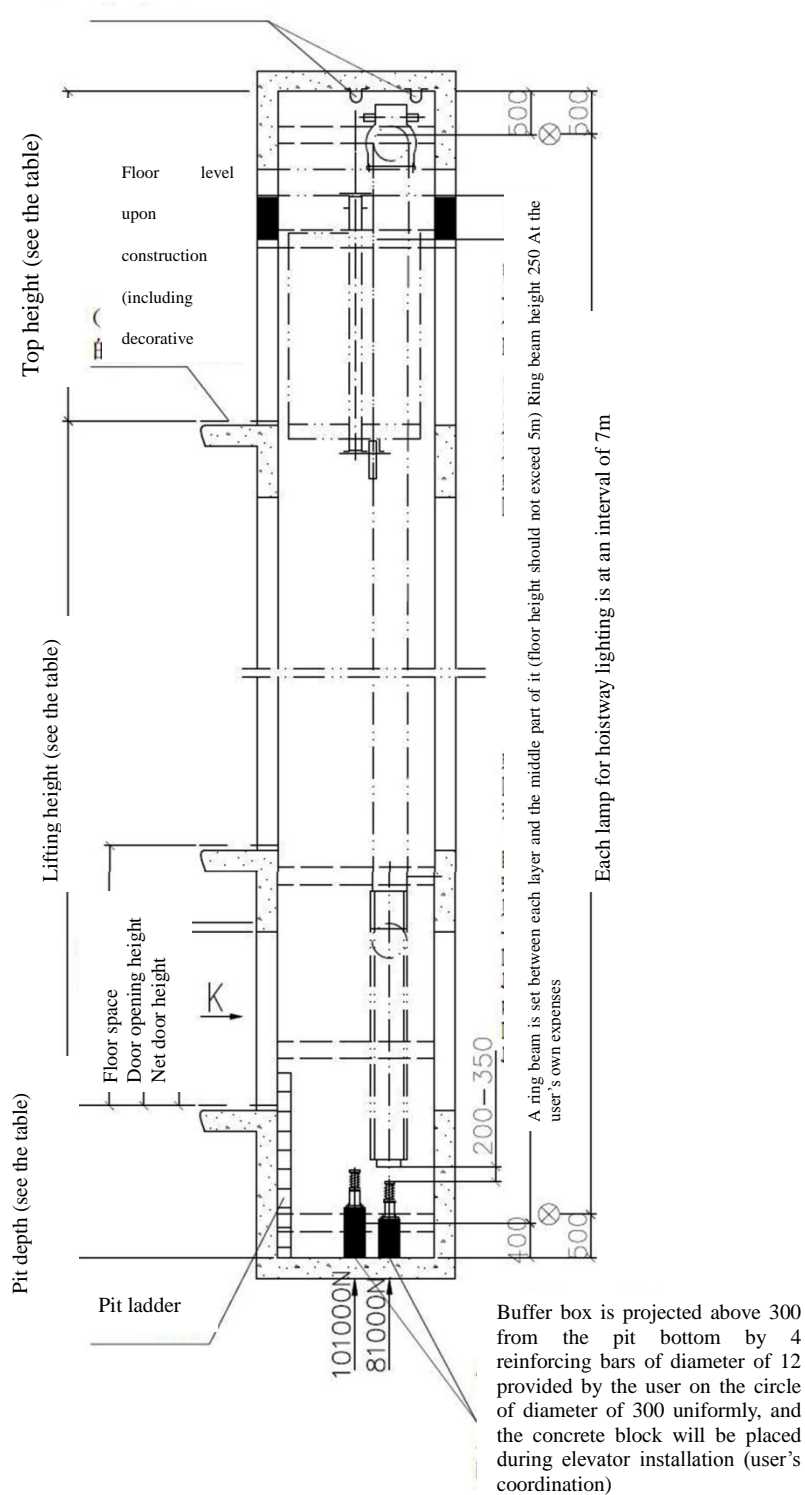 500
500
Top height (see the table)
Floor level
upon
construction
(including
decorative
A ring beam is set between each layer and the middle part of it (floor height should not exceed 5m) Ring beam height 250 At the
user's own expenses
Each lamp for hoistway lighting is at an interval of 7m
Lifting height (see the table)
Floor space
Door opening height
Net door height
K
200-350
Pit depth (see the table)
400
500
Pit ladder
101000N
81000N
Buffer box is projected above 300
from the pit bottom by 4
reinforcing bars of diameter of 12
provided by the user on the circle
of diameter of 300 uniformly, and
the concrete block will be placed
during elevator installation (user's
coordination)